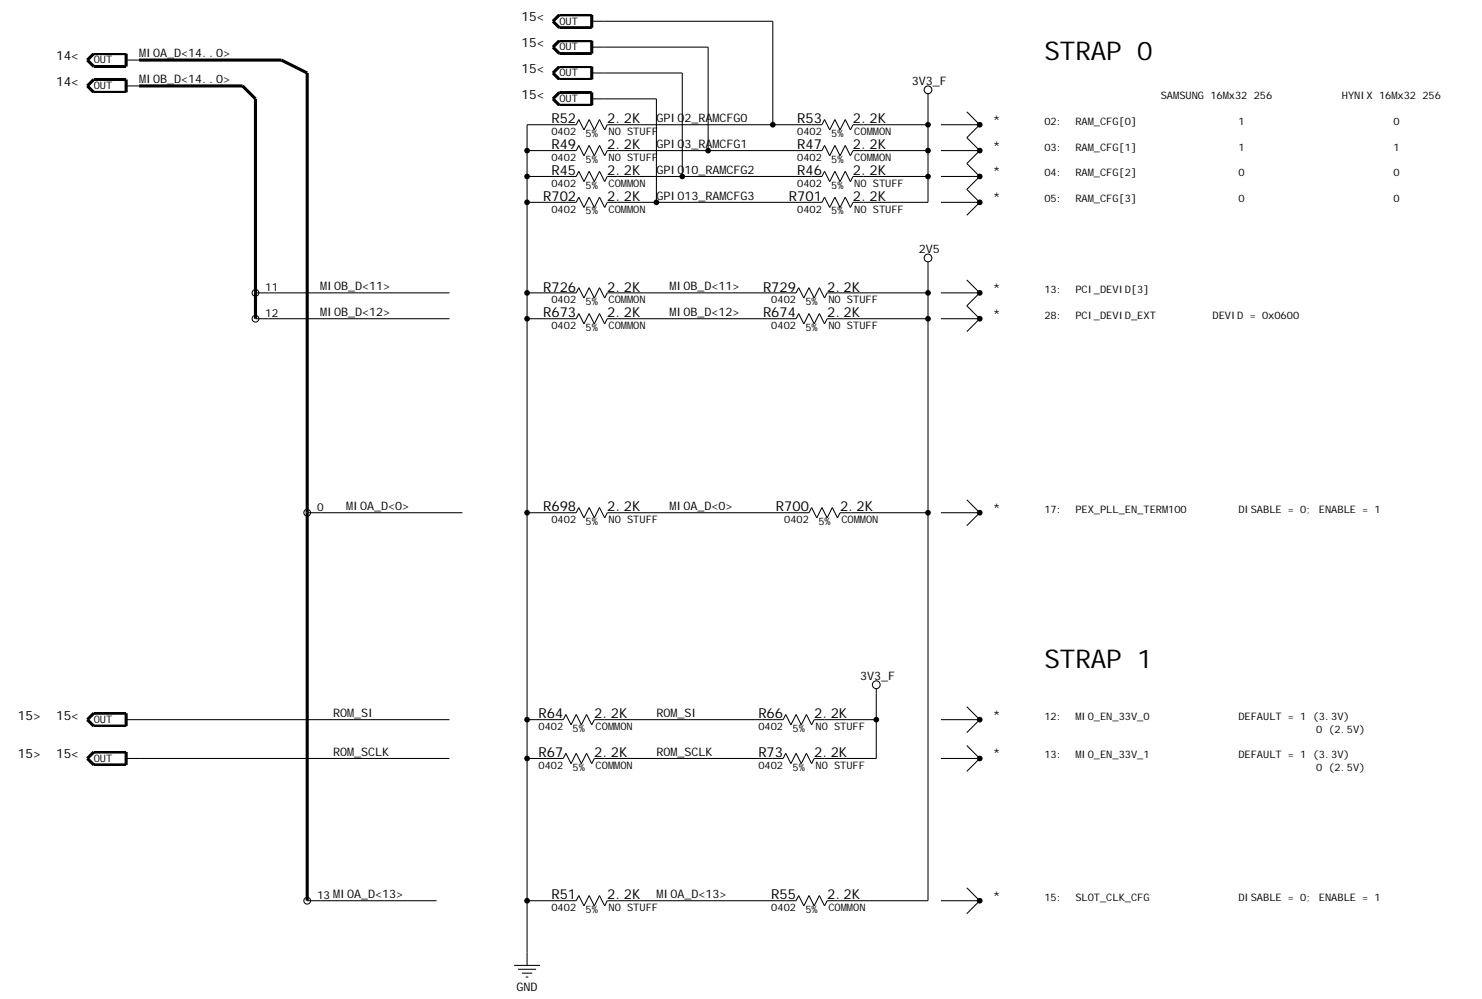 15< OUT
15< OUT
15< OUT
15< OUT
14< OUT MIOA_D<14..0>
14< OUT MIOB_D<14..0>
STRAP 0
3V3_F
SAMSUNG 16Mx32 256 HYNIX 16Mx32 256
R52 2.2K GPIO2_RAMCFG0 R53 2.2K * 02: RAM_CFG[0] 1 0
0402 5% NO STUFF 0402 5% COMMON
R49 2.2K GPIO3_RAMCFG1 R47 2.2K * 03: RAM_CFG[1] 1 1
0402 5% NO STUFF 0402 5% COMMON
R45 2.2K GPIO10_RAMCFG2 R46 2.2K * 04: RAM_CFG[2] 0 0
0402 5% COMMON 0402 5% NO STUFF
R702 2.2K GPIO13_RAMCFG3 R701 2.2K * 05: RAM_CFG[3] 0 0
0402 5% COMMON 0402 5% NO STUFF
2V5
11 MIOB_D<11> R726 2.2K MIOB_D<11> R729 2.2K * 13: PCI_DEVID[3]
0402 5% COMMON 0402 5% NO STUFF
12 MIOB_D<12> R673 2.2K MIOB_D<12> R674 2.2K * 28: PCI_DEVID_EXT DEVID = 0x0600
0402 5% COMMON 0402 5% NO STUFF
0 MIOA_D<0> R698 2.2K MIOA_D<0> R700 2.2K * 17: PEX_PLL_EN_TERM100 DISABLE = 0; ENABLE = 1
0402 5% NO STUFF 0402 5% COMMON
STRAP 1
3V3_F
15> 15< OUT ROM_SI R64 2.2K ROM_SI R66 2.2K * 12: MIO_EN_33V_0 DEFAULT = 1 (3.3V)
0402 5% COMMON 0402 5% NO STUFF 0 (2.5V)
15> 15< OUT ROM_SCLK R67 2.2K ROM_SCLK R73 2.2K * 13: MIO_EN_33V_1 DEFAULT = 1 (3.3V)
0402 5% COMMON 0402 5% NO STUFF 0 (2.5V)
13 MIOA_D<13> R51 2.2K MIOA_D<13> R55 2.2K * 15: SLOT_CLK_CFG DISABLE = 0; ENABLE = 1
0402 5% NO STUFF 0402 5% COMMON
GND